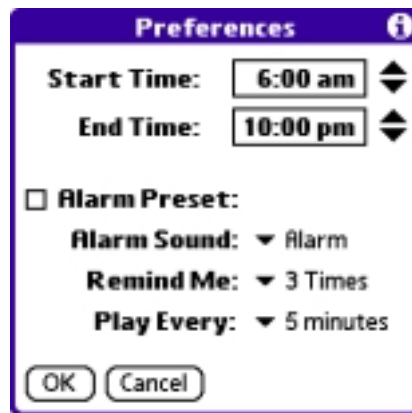 Preferences
Start Time: 6:00 am
End Time: 10:00 pm
Alarm Preset:
Alarm Sound: Alarm
Remind Me: 3 Times
Play Every: 5 minutes
OK Cancel